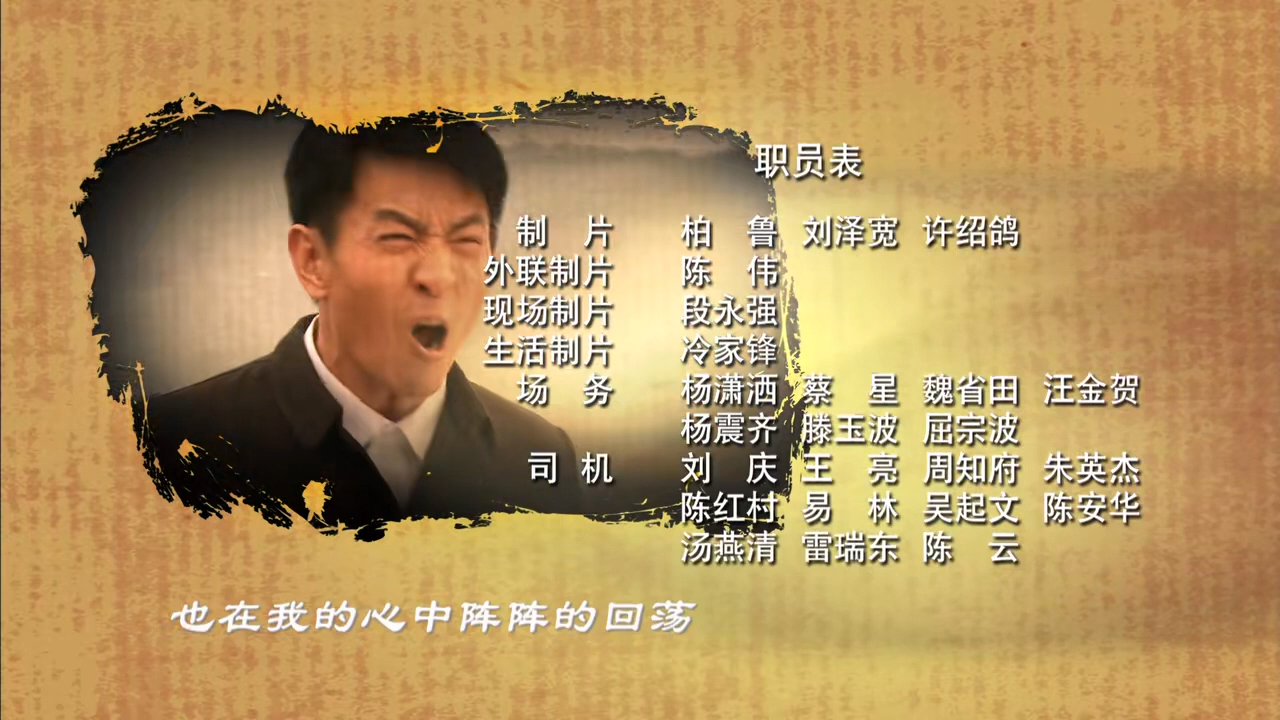 职员表
制 片 柏 鲁 刘泽宽 许绍鸽
外联制片 陈 伟
现场制片 段永强
生活制片 冷家锋
场 务 杨潇洒 蔡 星 魏省田 汪金贺
杨震齐 滕玉波 屈宗波
司 机 刘 庆 王 亮 周知府 朱英杰
陈红村 易 林 吴起文 陈安华
汤燕清 雷瑞东 陈 云
也在我的心中阵阵的回荡